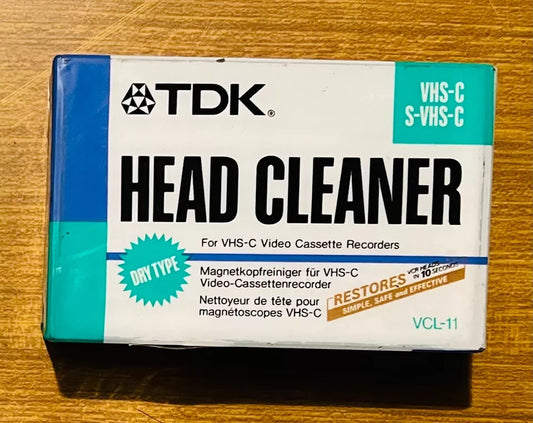 TDK®
VHS-C
S-VHS-C
HEAD CLEANER
For VHS-C Video Cassette Recorders
DRY TYPE
Magnetkopfreiniger für VHS-C
Video-Cassettenrecorder
Nettoyeur de tête pour
magnétoscopes VHS-C
RESTORES VCR HEADS
IN 10 SECONDS
SIMPLE, SAFE and EFFECTIVE
VCL-11